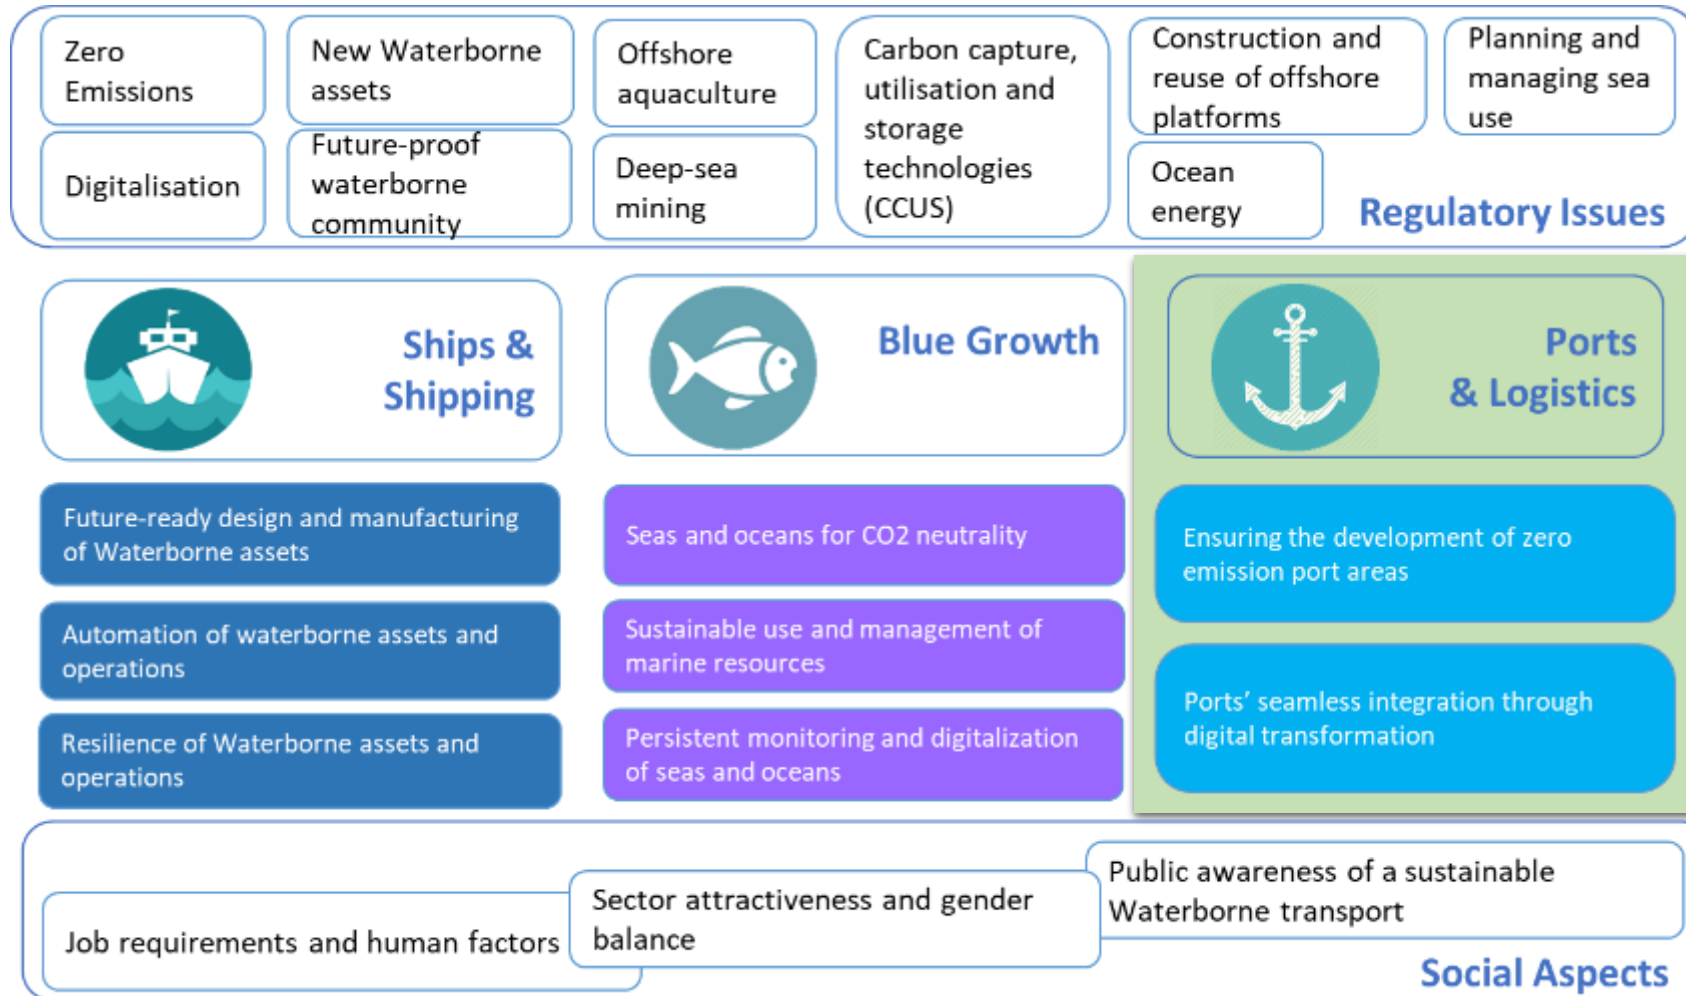 Zero
Emissions
New Waterborne
assets
Offshore
aquaculture
Carbon capture,
utilisation and
storage
technologies
(CCUS)
Construction and
reuse of offshore
platforms
Planning and
managing sea
use
Digitalisation
Future-proof
waterborne
community
Deep-sea
mining
Ocean
energy
Regulatory Issues
Ships &
Shipping
Blue Growth
Ports
& Logistics
Future-ready design and manufacturing
of Waterborne assets
Automation of waterborne assets and
operations
Resilience of Waterborne assets and
operations
Seas and oceans for CO2 neutrality
Sustainable use and management of
marine resources
Persistent monitoring and digitalization
of seas and oceans
Ensuring the development of zero
emission port areas
Ports’ seamless integration through
digital transformation
Job requirements and human factors
Sector attractiveness and gender
balance
Public awareness of a sustainable
Waterborne transport
Social Aspects